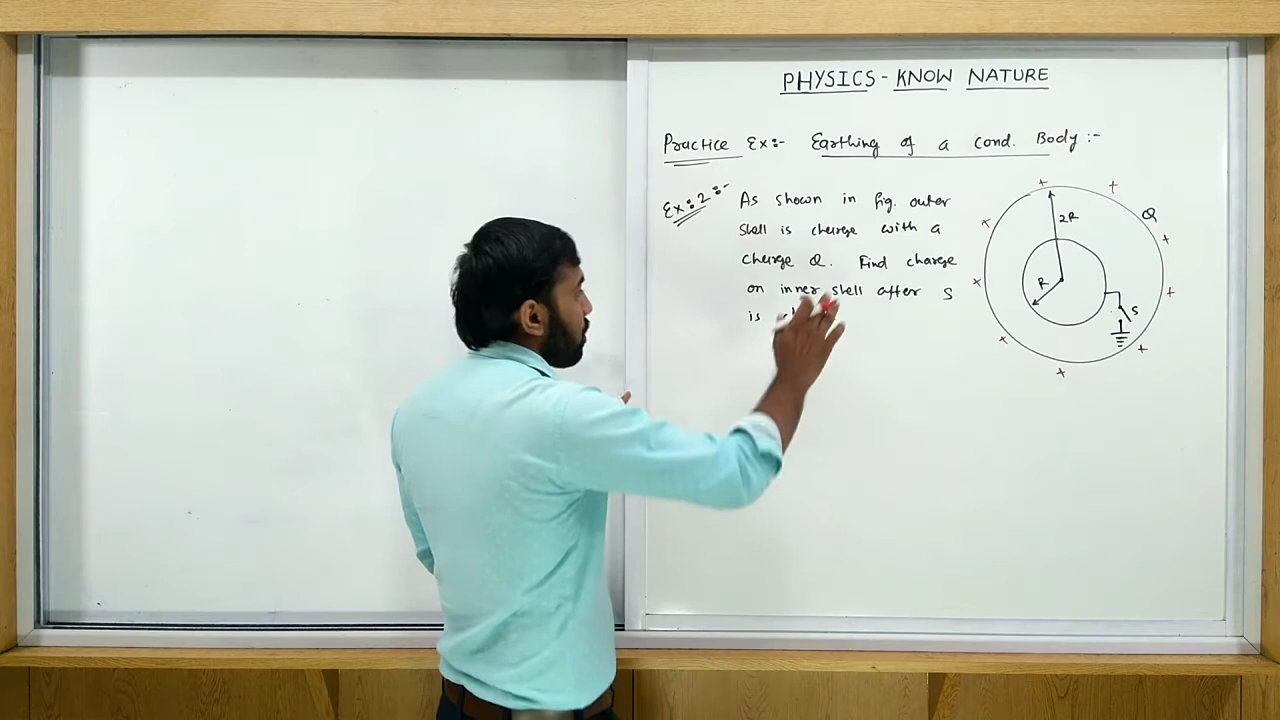 PHYSICS - KNOW NATURE
Practice Ex:- Earthing of a Cond. Body :-
Ex:2:- As shown in fig. outer
shell is charge with a
charge Q. Find charge
on inner shell after S
is
Q
2R
R
S